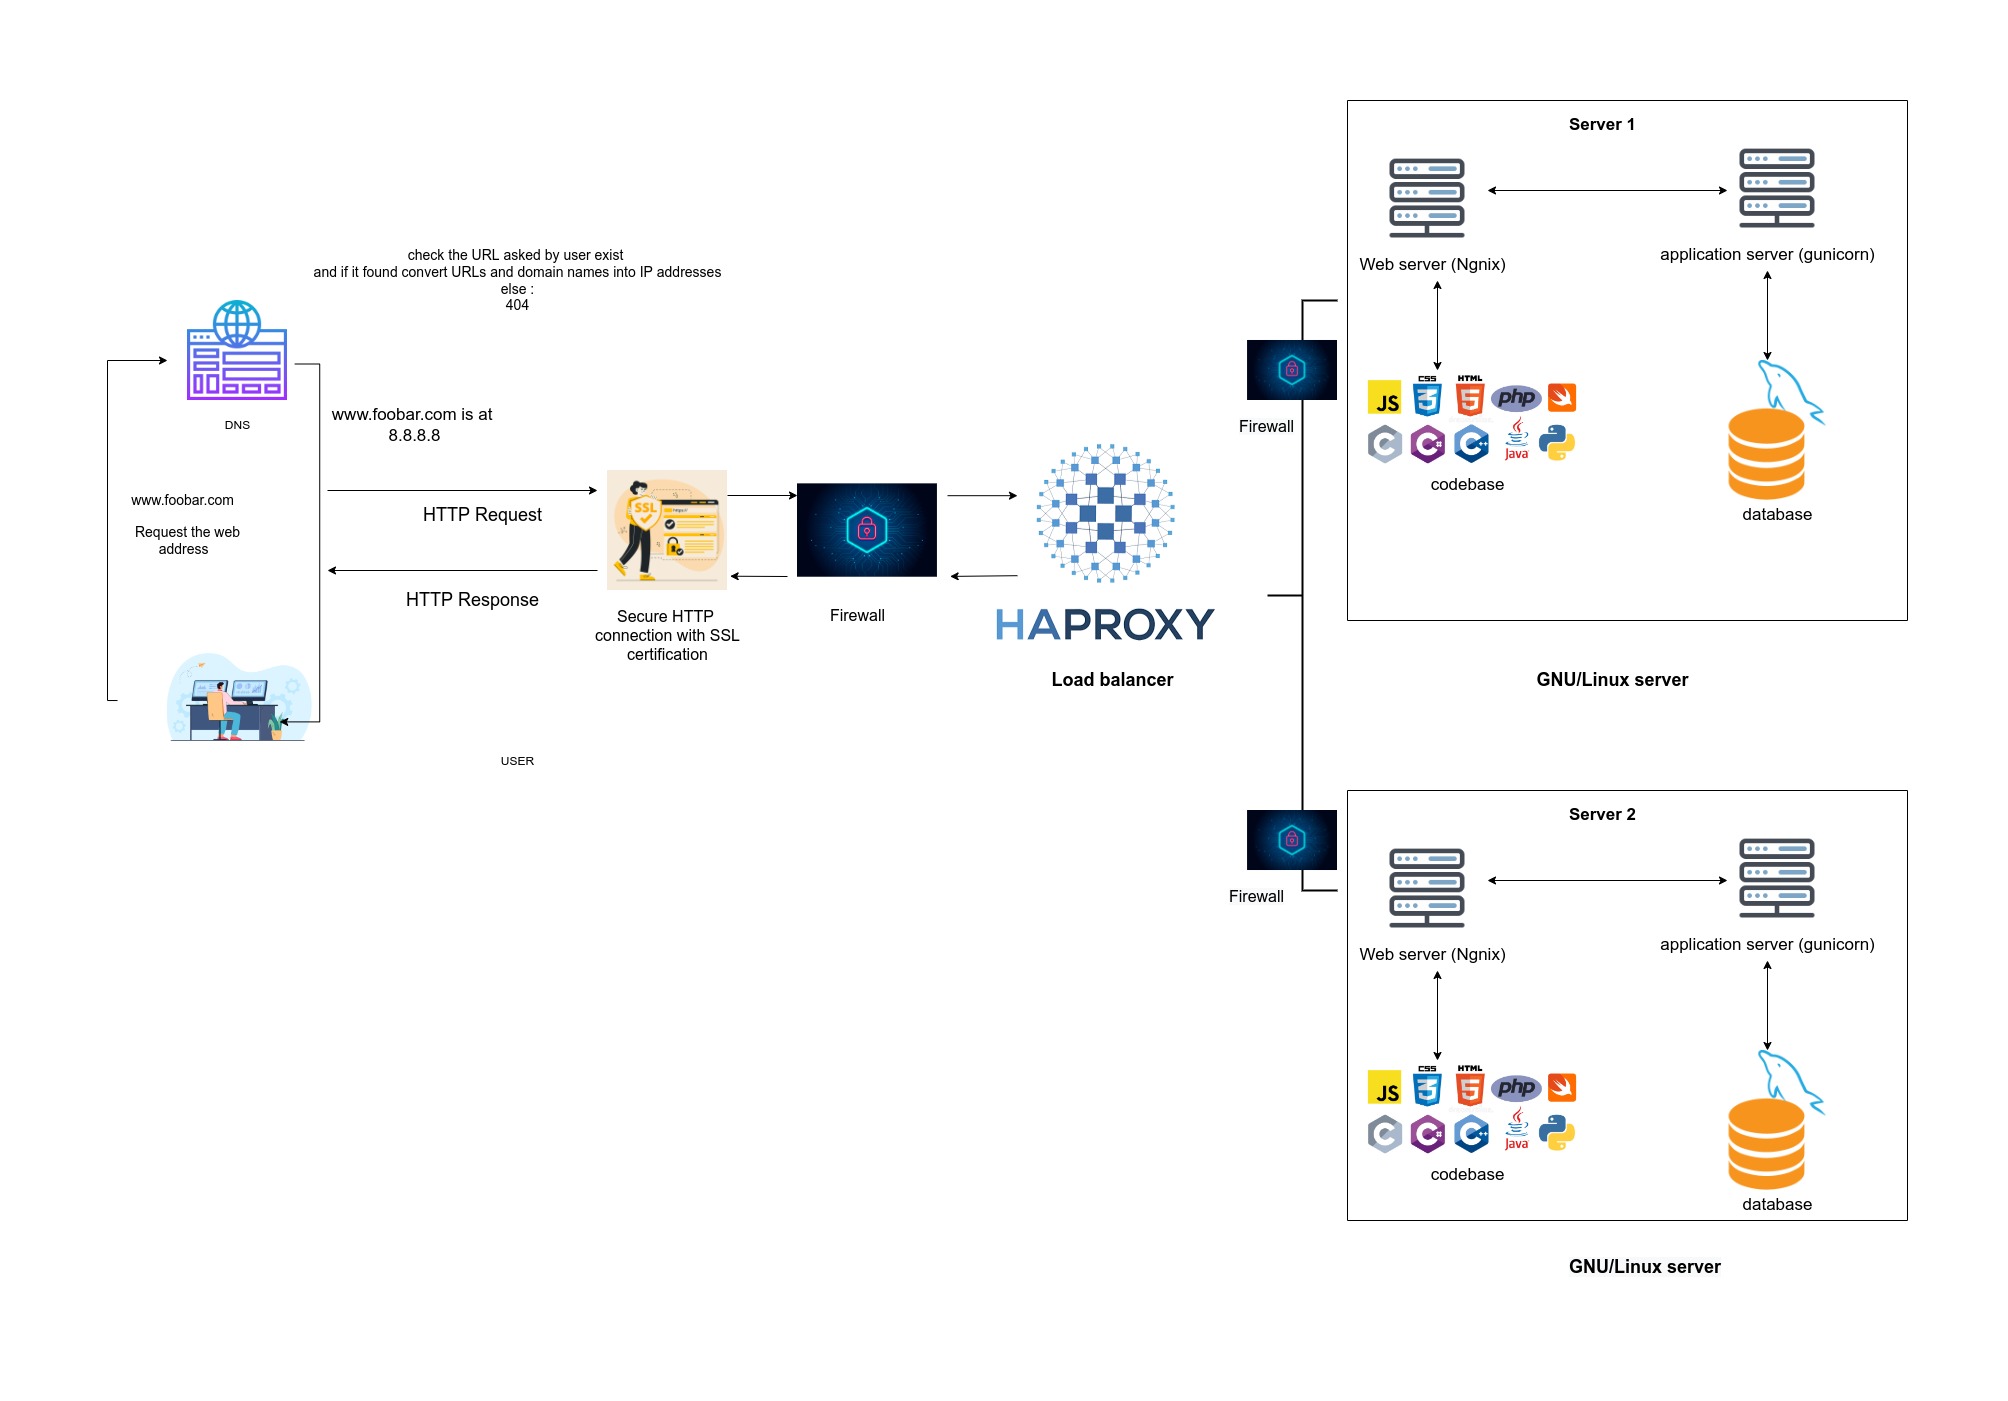 Server 1
Web server (Ngnix)
application server (gunicorn)
check the URL asked by user exist
and if it found convert URLs and domain names into IP addresses
else :
404
DNS
www.foobar.com is at
8.8.8.8
www.foobar.com
Request the web
address
HTTP Request
HTTP Response
SSL
Secure HTTP
connection with SSL
certification
Firewall
HAPROXY
Load balancer
Firewall
JS
CSS
3
HTML
5
php
C
C#
C++
Java
codebase
database
GNU/Linux server
USER
Firewall
Server 2
Web server (Ngnix)
application server (gunicorn)
JS
CSS
3
HTML
5
php
C
C#
C++
Java
codebase
database
GNU/Linux server